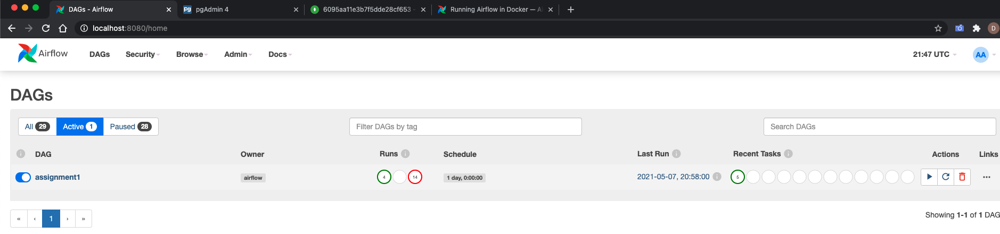 DAGs - Airflow
pgAdmin 4
6095aa11e3b7f5dde28cf653 -
Running Airflow in Docker — A
localhost:8080/home
D
Airflow DAGs Security Browse Admin Docs 21:47 UTC AA
DAGs
All 29 Active 1 Paused 28 Filter DAGs by tag Search DAGs
DAG Owner Runs Schedule Last Run Recent Tasks Actions Links
assignment1 airflow 4 14 1 day, 0:00:00 2021-05-07, 20:58:00 5
« ‹ 1 › » Showing 1-1 of 1 DAG